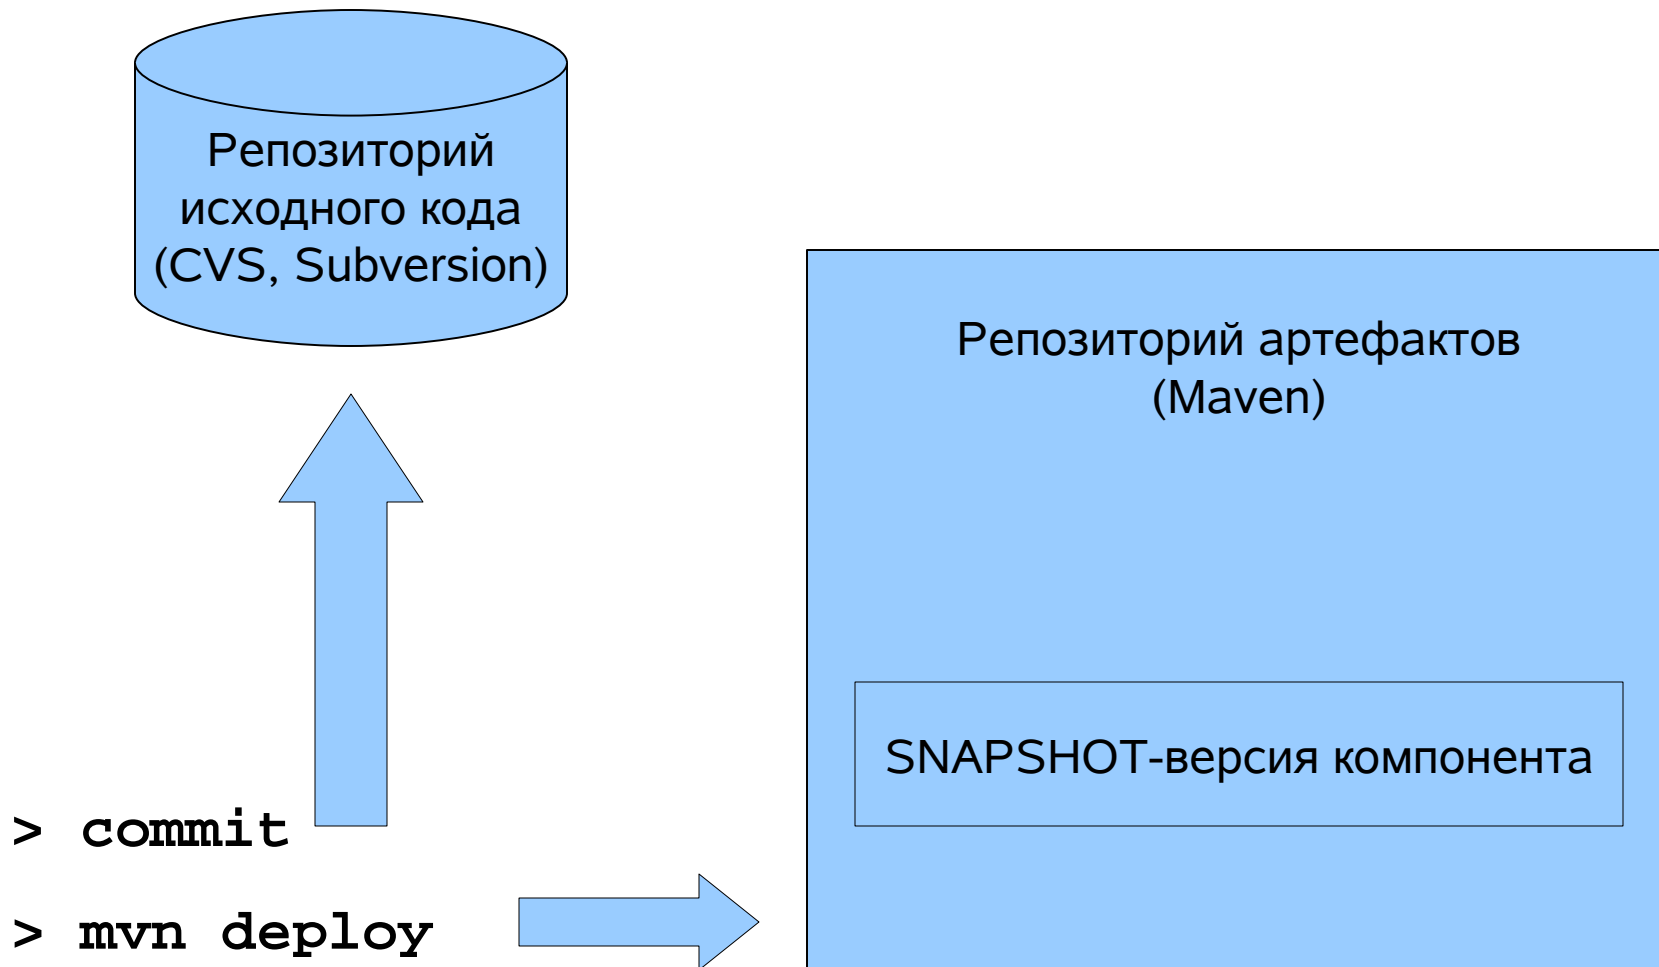 Репозиторий
исходного кода
(CVS, Subversion)
Репозиторий артефактов
(Maven)
SNAPSHOT-версия компонента
> commit
> mvn deploy